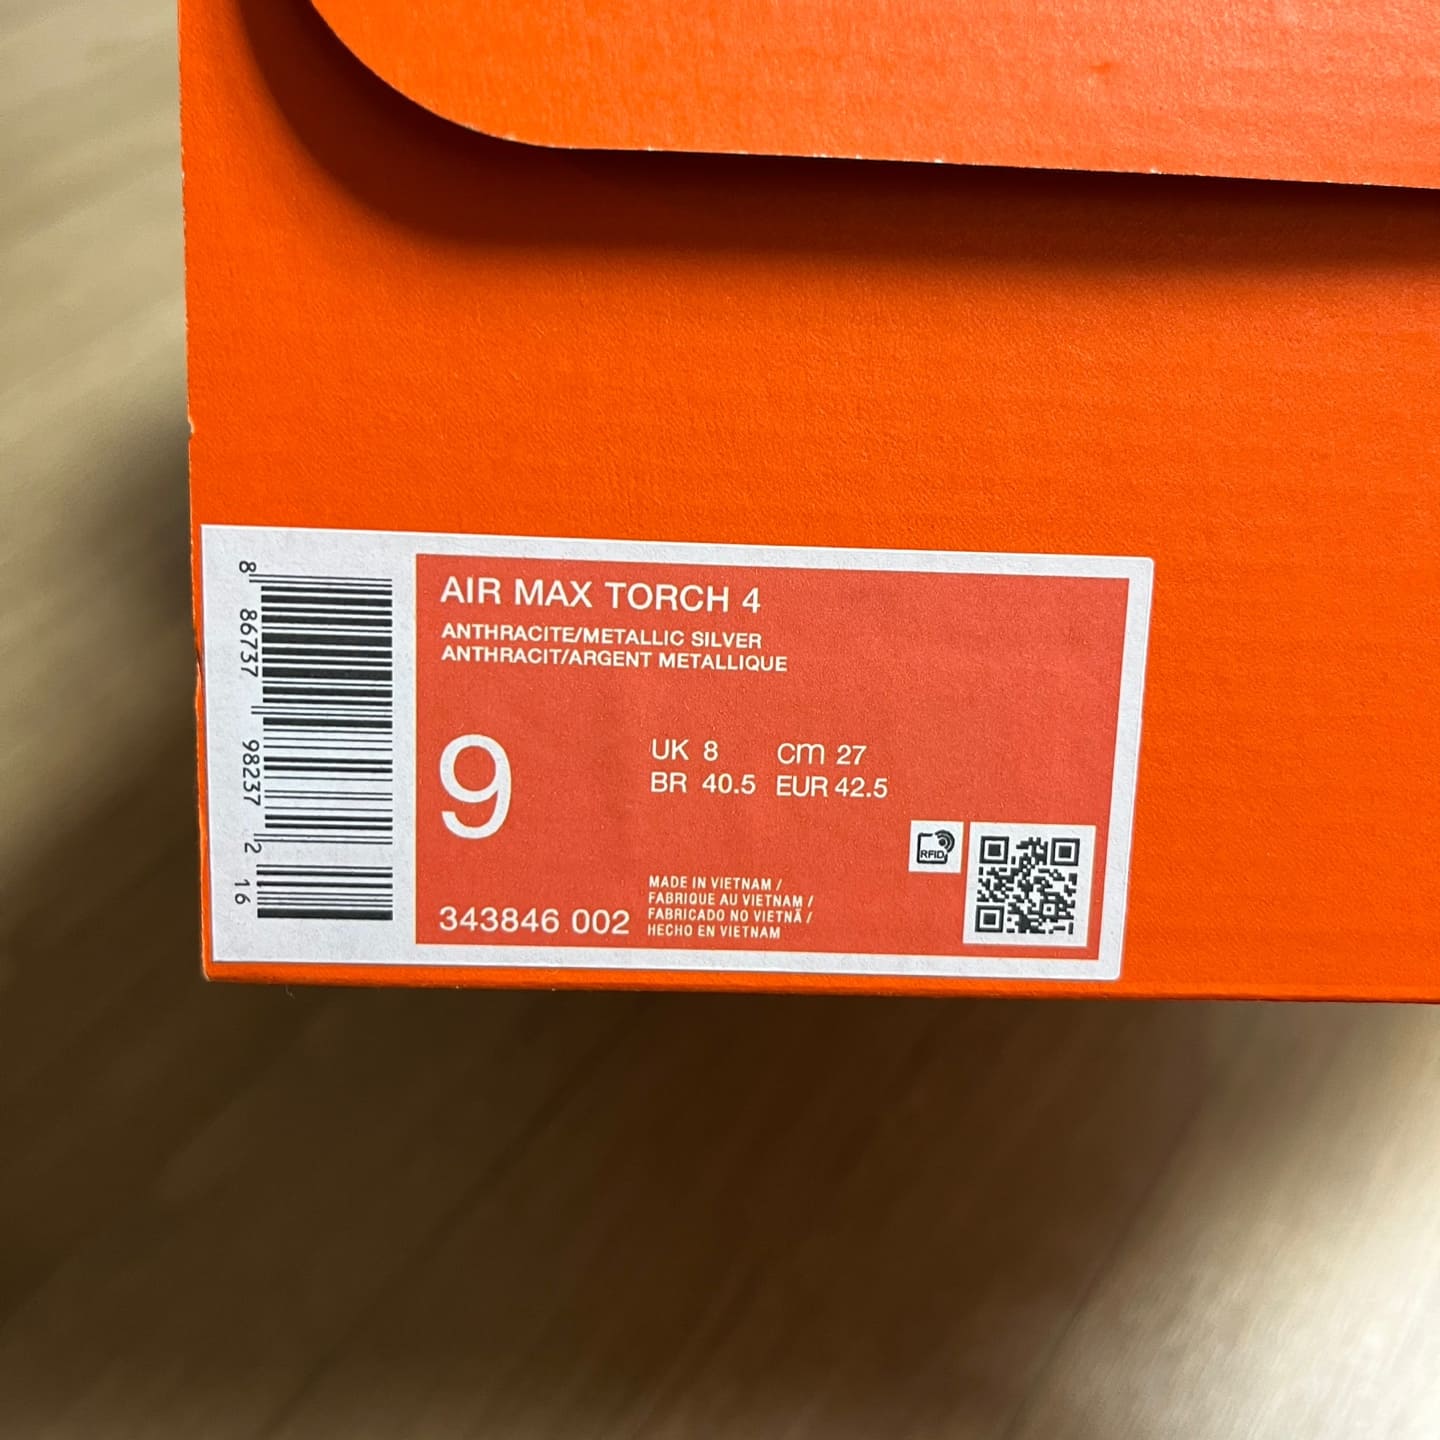 AIR MAX TORCH 4
ANTHRACITE/METALLIC SILVER
ANTHRACIT/ARGENT METALLIQUE
9
UK 8 cm 27
BR 40.5 EUR 42.5
RFID
MADE IN VIETNAM /
FABRIQUE AU VIETNAM /
FABRICADO NO VIETNÃ /
HECHO EN VIETNAM
343846 002
8 86737 98237 2 16